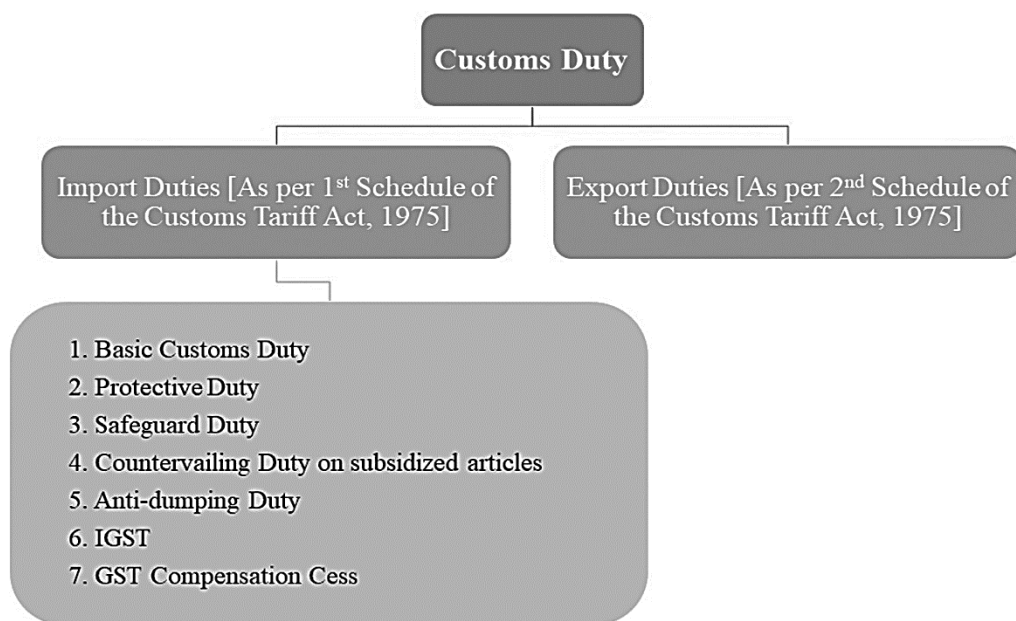 Customs Duty
Import Duties [As per 1st Schedule of
the Customs Tariff Act, 1975]
Export Duties [As per 2nd Schedule of
the Customs Tariff Act, 1975]
1. Basic Customs Duty
2. Protective Duty
3. Safeguard Duty
4. Countervailing Duty on subsidized articles
5. Anti-dumping Duty
6. IGST
7. GST Compensation Cess